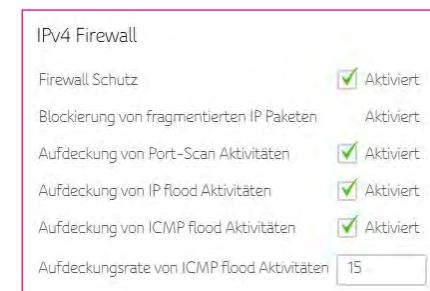 IPv4 Firewall
Firewall Schutz Aktiviert
Blockierung von fragmentierten IP Paketen Aktiviert
Aufdeckung von Port-Scan Aktivitäten Aktiviert
Aufdeckung von IP flood Aktivitäten Aktiviert
Aufdeckung von ICMP flood Aktivitäten Aktiviert
Aufdeckungsrate von ICMP flood Aktivitäten 15